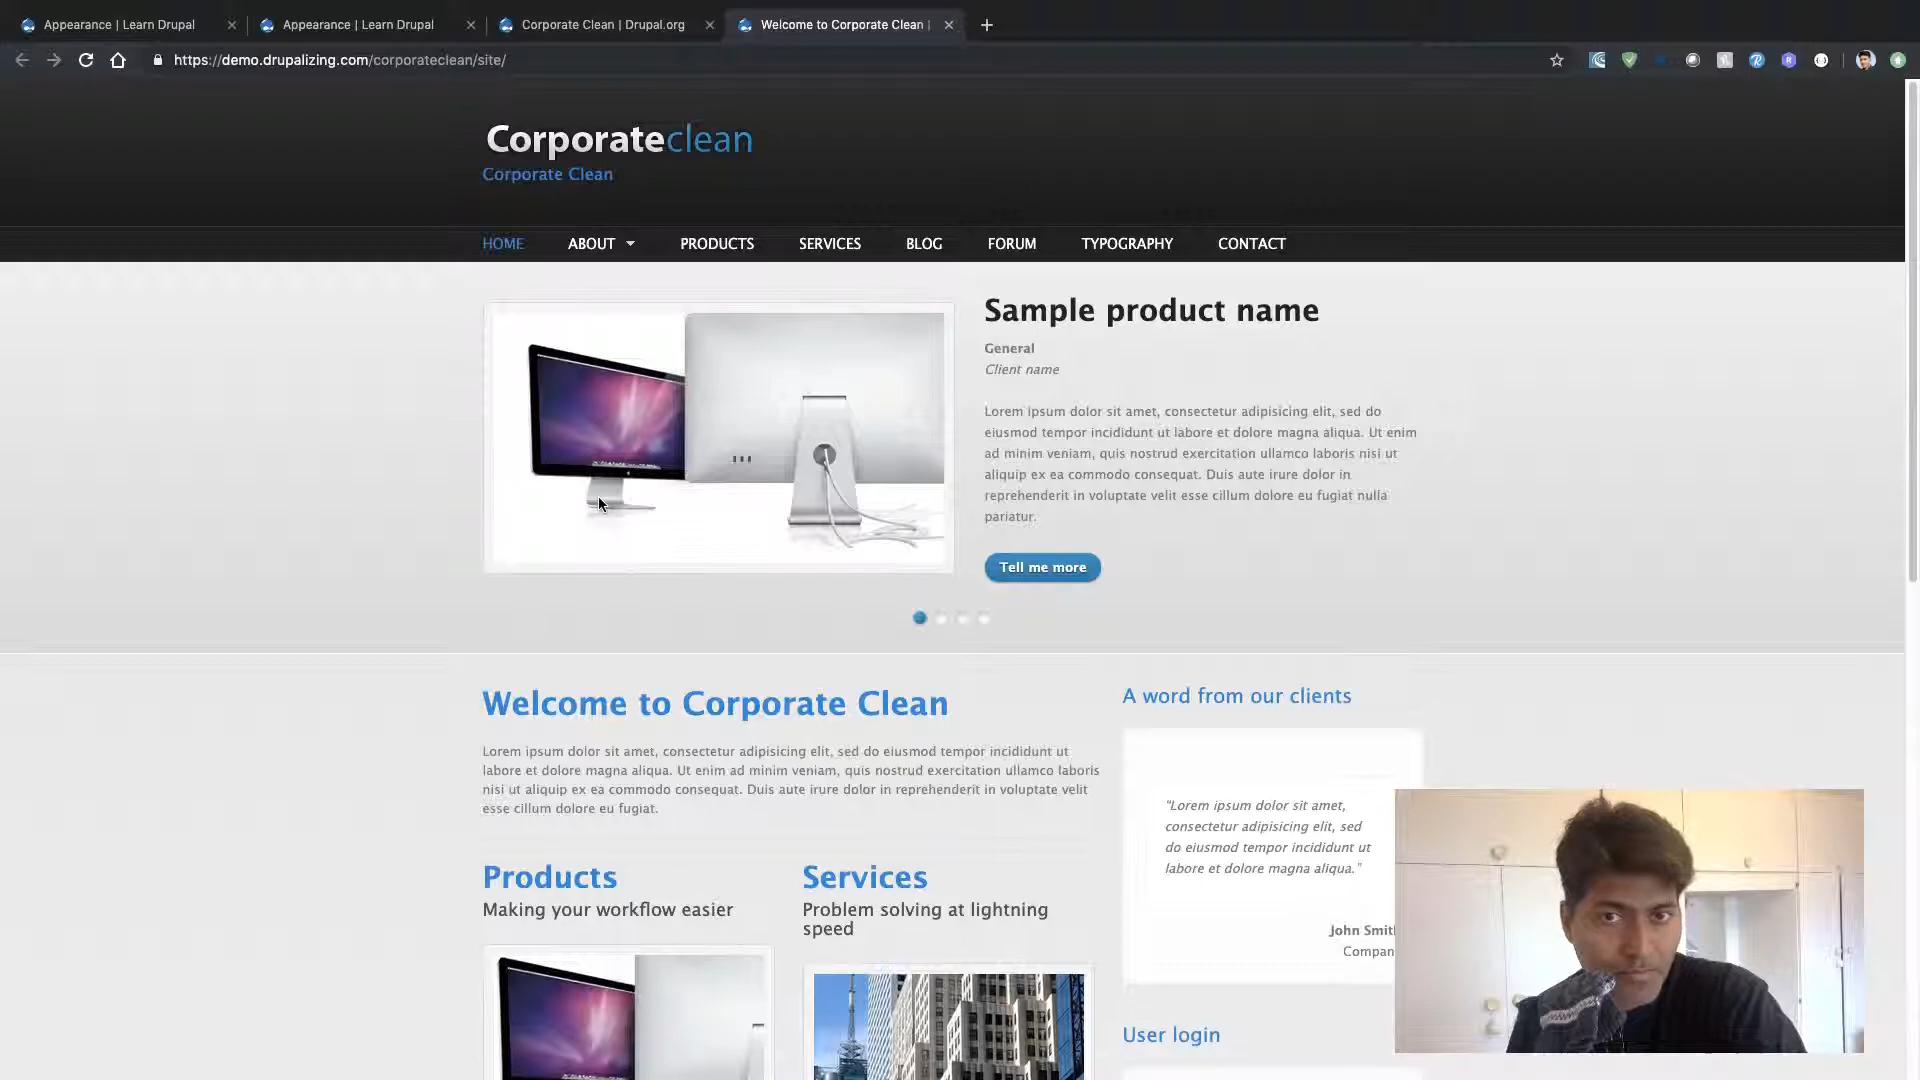 Appearance | Learn Drupal
Appearance | Learn Drupal
Corporate Clean | Drupal.org
Welcome to Corporate Clean |
https://demo.drupalizing.com/corporateclean/site/
Corporateclean
Corporate Clean
HOME
ABOUT
PRODUCTS
SERVICES
BLOG
FORUM
TYPOGRAPHY
CONTACT
Sample product name
General
Client name
Lorem ipsum dolor sit amet, consectetur adipisicing elit, sed do
eiusmod tempor incididunt ut labore et dolore magna aliqua. Ut enim
ad minim veniam, quis nostrud exercitation ullamco laboris nisi ut
aliquip ex ea commodo consequat. Duis aute irure dolor in
reprehenderit in voluptate velit esse cillum dolore eu fugiat nulla
pariatur.
Tell me more
Welcome to Corporate Clean
Lorem ipsum dolor sit amet, consectetur adipisicing elit, sed do eiusmod tempor incididunt ut
labore et dolore magna aliqua. Ut enim ad minim veniam, quis nostrud exercitation ullamco laboris
nisi ut aliquip ex ea commodo consequat. Duis aute irure dolor in reprehenderit in voluptate velit
esse cillum dolore eu fugiat.
Products
Making your workflow easier
Services
Problem solving at lightning
speed
A word from our clients
"Lorem ipsum dolor sit amet,
consectetur adipisicing elit, sed
do eiusmod tempor incididunt ut
labore et dolore magna aliqua."
John Smit
Compan
User login